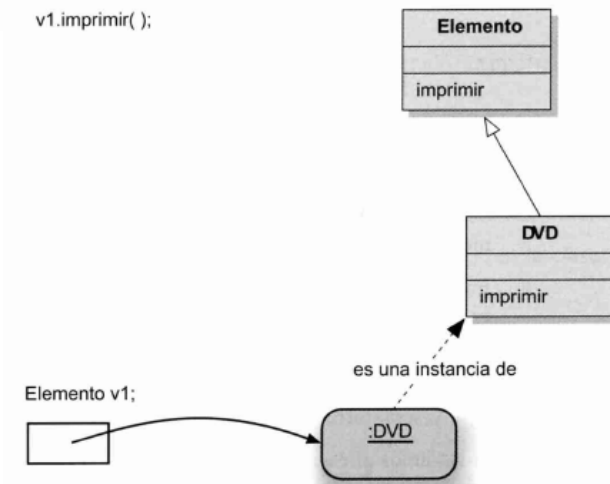 v1.imprimir( );
Elemento
imprimir
DVD
imprimir
es una instancia de
Elemento v1;
:DVD